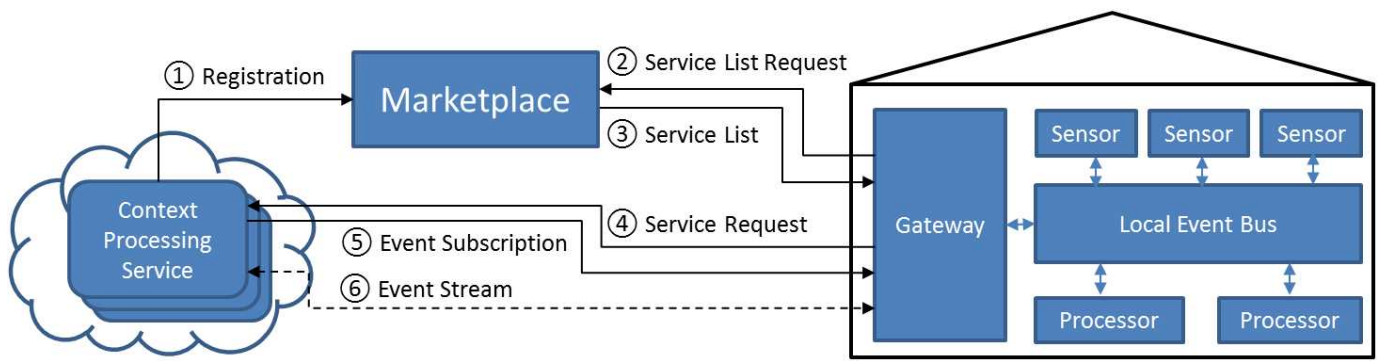 ① Registration
Marketplace
② Service List Request
③ Service List
Sensor
Sensor
Sensor
Context
Processing
Service
④ Service Request
⑤ Event Subscription
⑥ Event Stream
Gateway
Local Event Bus
Processor
Processor